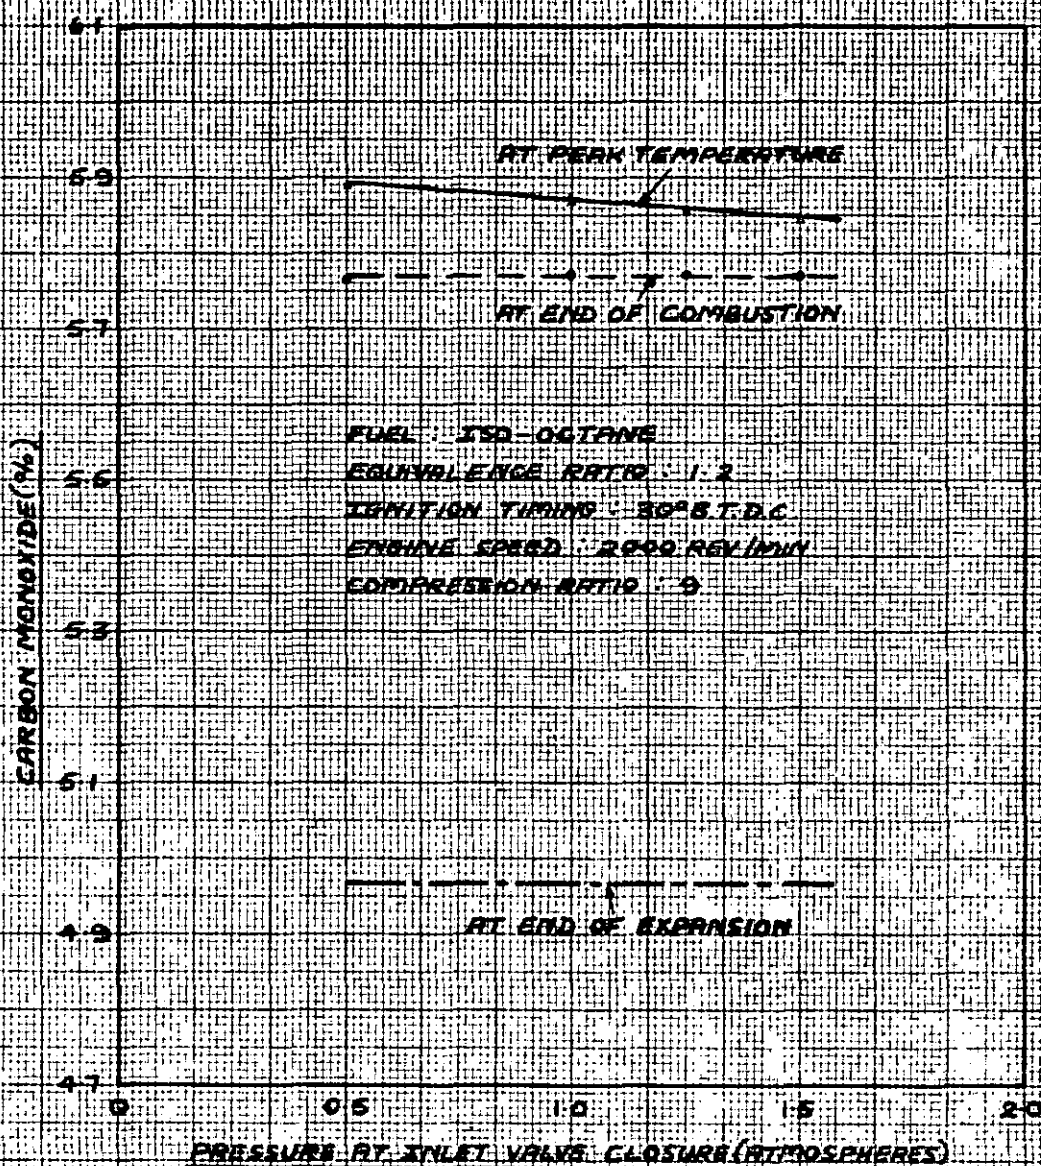 6.1
AT PEAK TEMPERATURE
5.9
AT END OF COMBUSTION
5.7
FUEL : ISO-OCTANE
EQUIVALENCE RATIO : 1.2
5.5
IGNITION TIMING : 30° B.T.D.C.
ENGINE SPEED : 2000 REV/MIN
COMPRESSION RATIO : 9
5.3
CARBON MONOXIDE (%)
5.1
AT END OF EXPANSION
4.9
4.7
0 0.5 1.0 1.5 2.0
PRESSURE AT INLET VALVE CLOSURE (ATMOSPHERES)